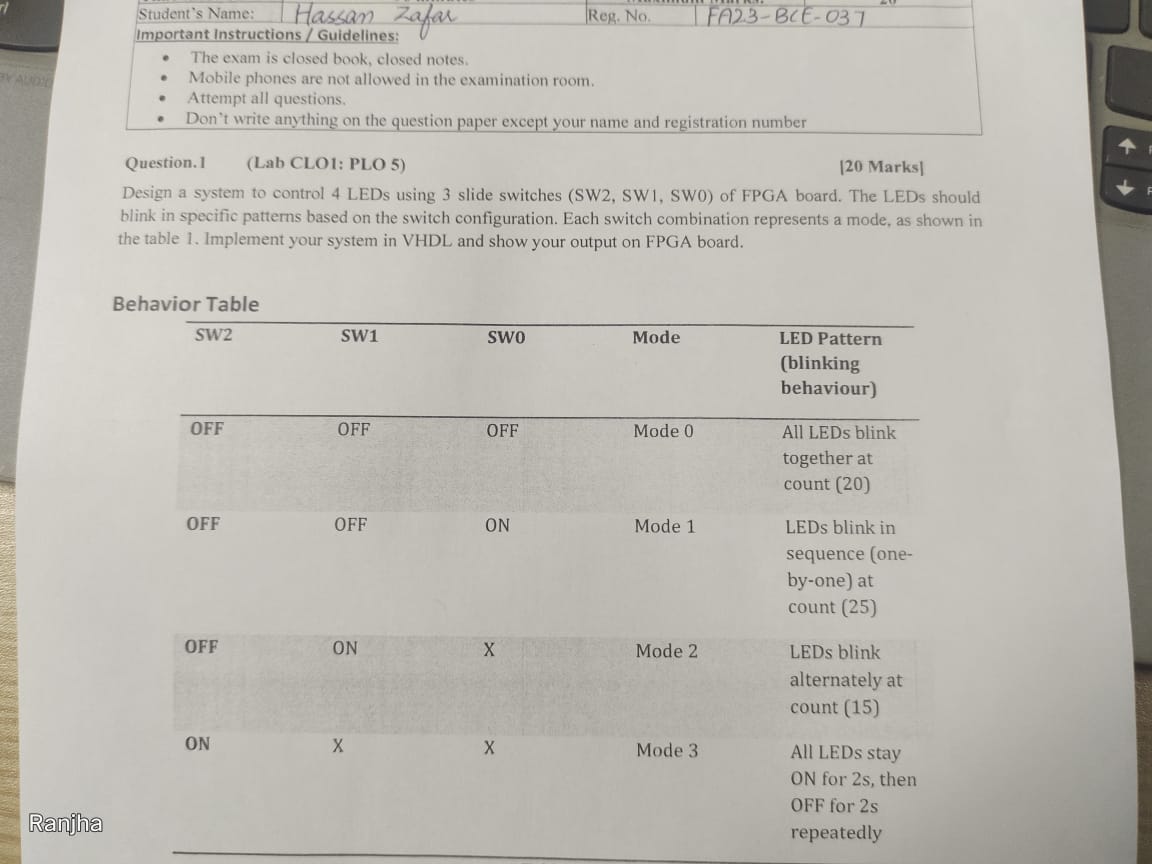 Student's Name: Hassan Zafar Reg. No. FA23-BCE-037
Important Instructions / Guidelines:
• The exam is closed book, closed notes.
• Mobile phones are not allowed in the examination room.
• Attempt all questions.
• Don't write anything on the question paper except your name and registration number
Question.1 (Lab CLO1: PLO 5) [20 Marks]
Design a system to control 4 LEDs using 3 slide switches (SW2, SW1, SW0) of FPGA board. The LEDs should
blink in specific patterns based on the switch configuration. Each switch combination represents a mode, as shown in
the table 1. Implement your system in VHDL and show your output on FPGA board.
Behavior Table
SW2 SW1 SW0 Mode LED Pattern
(blinking
behaviour)
OFF OFF OFF Mode 0 All LEDs blink
together at
count (20)
OFF OFF ON Mode 1 LEDs blink in
sequence (one-
by-one) at
count (25)
OFF ON X Mode 2 LEDs blink
alternately at
count (15)
ON X X Mode 3 All LEDs stay
ON for 2s, then
OFF for 2s
repeatedly
Ranjha